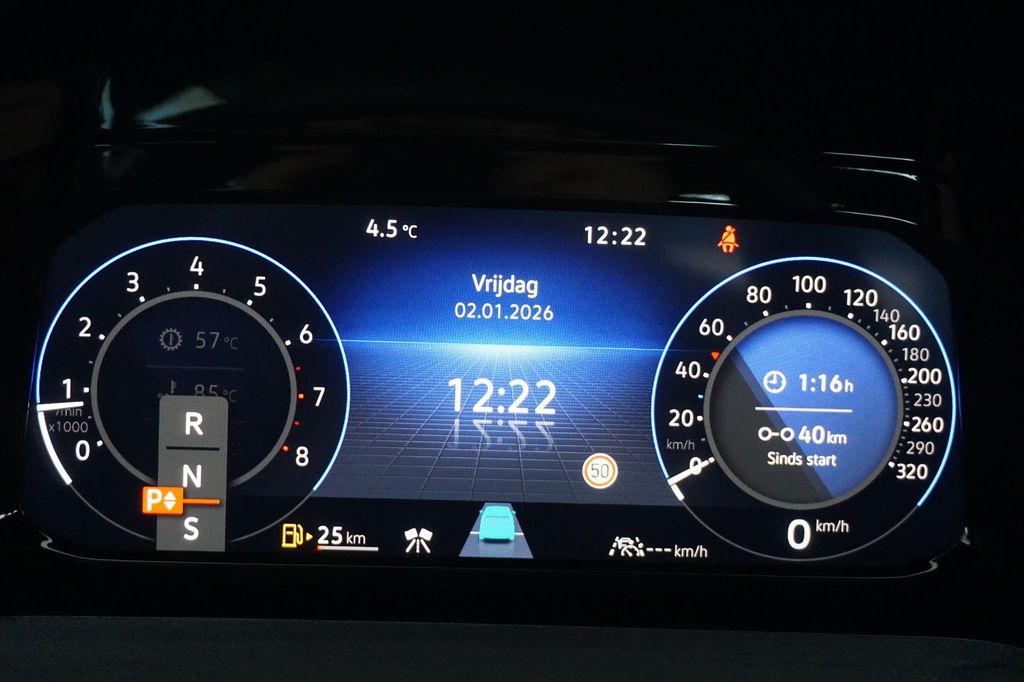 4.5 °C
12:22
Vrijdag
02.01.2026
12:22
50
0
1
2
3
4
5
6
7
8
/min
x1000
57 °C
85 °C
R
N
P
S
25 km
--- km/h
0
20
40
60
80
100
120
140
160
180
200
230
260
290
320
km/h
1:16 h
40 km
Sinds start
0 km/h